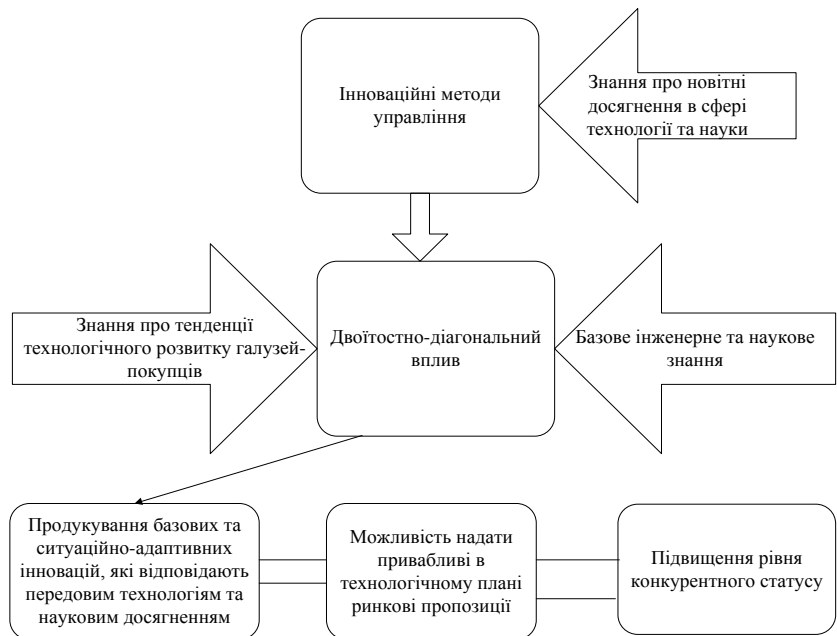 Інноваційні методи
управління
Знання про новітні
досягнення в сфері
технології та науки
Знання про тенденції
технологічного розвитку галузей-
покупців
Двоїтостно-діагональний
вплив
Базове інженерне та наукове
знання
Продукування базових та
ситуаційно-адаптивних
інновацій, які відповідають
передовим технологіям та
науковим досягненням
Можливість надати
привабливі в
технологічному плані
ринкові пропозиції
Підвищення рівня
конкурентного статусу